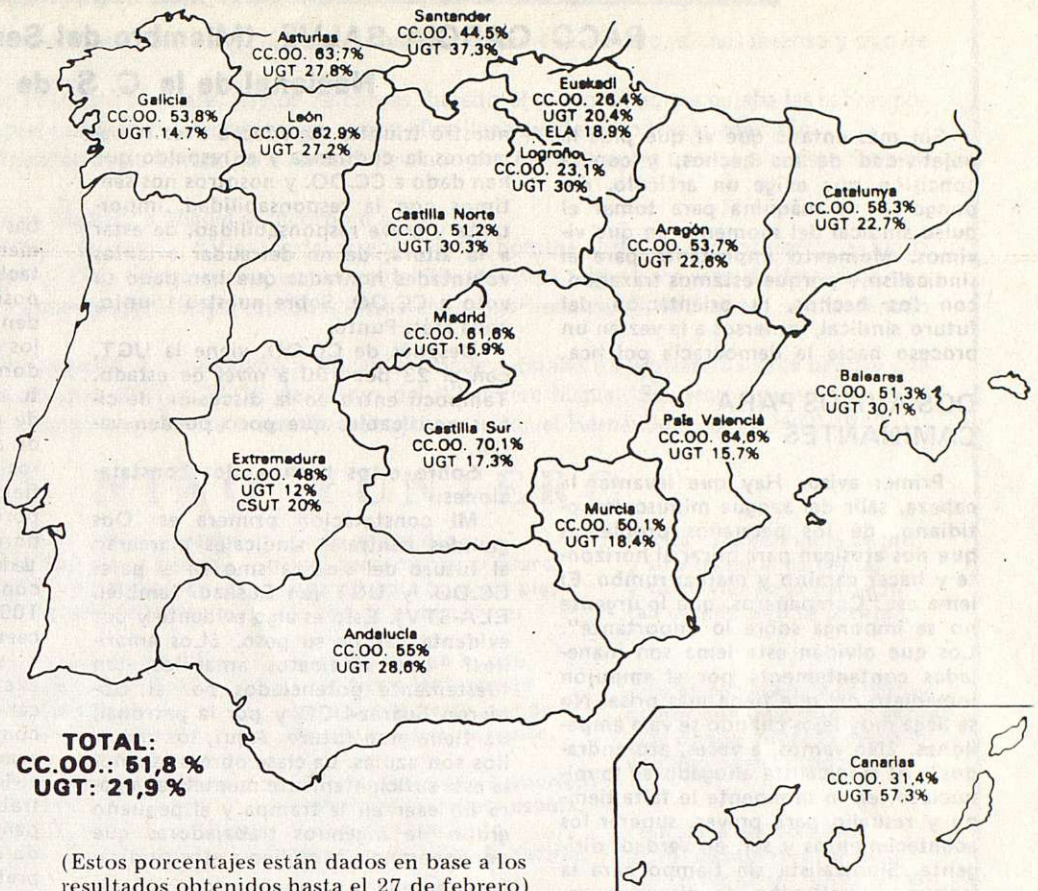 Santander
CC.OO. 44,5%
UGT 37,3%
Asturias
CC.OO. 63,7%
UGT 27,8%
Galicia
CC.OO. 53,8%
UGT 14.7%
León
CC.OO. 62.9%
UGT 27,2%
Euskadi
CC.OO. 26,4%
UGT 20,4%
ELA 18,9%
Logroño
CC.OO. 23,1%
UGT 30%
Castilla Norte
CC.OO. 51,2%
UGT 30,3%
Aragón
CC.OO. 53,7%
UGT 22,6%
Catalunya
CC.OO. 58,3%
UGT 22.7%
Madrid
CC.OO. 61,6%
UGT 15,9%
Baleares
CC.OO. 51,3%
UGT 30,1%
País Valenciá
CC.OO. 64,6%
UGT 15,7%
Castilla Sur
CC.OO. 70,1%
UGT 17,3%
Extremadura
CC.OO. 48%
UGT 12%
CSUT 20%
Murcia
CC.OO. 50,1%
UGT 18,4%
Andalucía
CC.OO. 55%
UGT 28,6%
TOTAL:
CC.OO.: 51,8 %
UGT: 21,9%
Canarias
CC.OO. 31.4%
UGT 57,3%
(Estos porcentajes están dados en base a los
resultados obtenidos hasta el 27 de febrero)